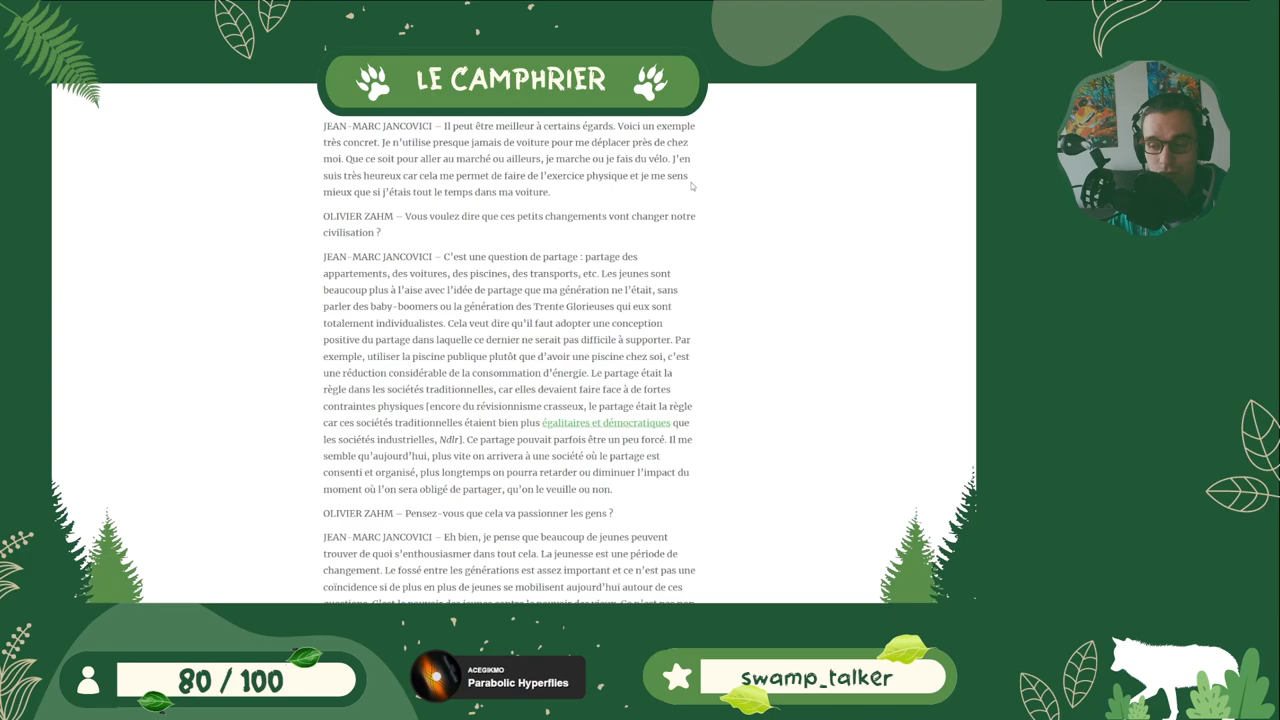 LE CAMPHRIER
JEAN-MARC JANCOVICI – Il peut être meilleur à certains égards. Voici un exemple
très concret. Je n’utilise presque jamais de voiture pour me déplacer près de chez
moi. Que ce soit pour aller au marché ou ailleurs, je marche ou je fais du vélo. J’en
suis très heureux car cela me permet de faire de l’exercice physique et je me sens
mieux que si j’étais tout le temps dans ma voiture.
OLIVIER ZAHM – Vous voulez dire que ces petits changements vont changer notre
civilisation ?
JEAN-MARC JANCOVICI – C’est une question de partage : partage des
appartements, des voitures, des piscines, des transports, etc. Les jeunes sont
beaucoup plus à l’aise avec l’idée de partage que ma génération ne l’était, sans
parler des baby-boomers ou la génération des Trente Glorieuses qui eux sont
totalement individualistes. Cela veut dire qu’il faut adopter une conception
positive du partage dans laquelle ce dernier ne serait pas difficile à supporter. Par
exemple, utiliser la piscine publique plutôt que d’avoir une piscine chez soi, c’est
une réduction considérable de la consommation d’énergie. Le partage était la
règle dans les sociétés traditionnelles, car elles devaient faire face à de fortes
contraintes physiques [encore du révisionnisme crasseux, le partage était la règle
car ces sociétés traditionnelles étaient bien plus égalitaires et démocratiques que
les sociétés industrielles, Ndlr]. Ce partage pouvait parfois être un peu forcé. Il me
semble qu’aujourd’hui, plus vite on arrivera à une société où le partage est
consenti et organisé, plus longtemps on pourra retarder ou diminuer l’impact du
moment où l’on sera obligé de partager, qu’on le veuille ou non.
OLIVIER ZAHM – Pensez-vous que cela va passionner les gens ?
JEAN-MARC JANCOVICI – Eh bien, je pense que beaucoup de jeunes peuvent
trouver de quoi s’enthousiasmer dans tout cela. La jeunesse est une période de
changement. Le fossé entre les générations est assez important et ce n’est pas une
coïncidence si de plus en plus de jeunes se mobilisent aujourd’hui autour de ces
80 / 100
ACEGIKMO
Parabolic Hyperflies
swamp_talker